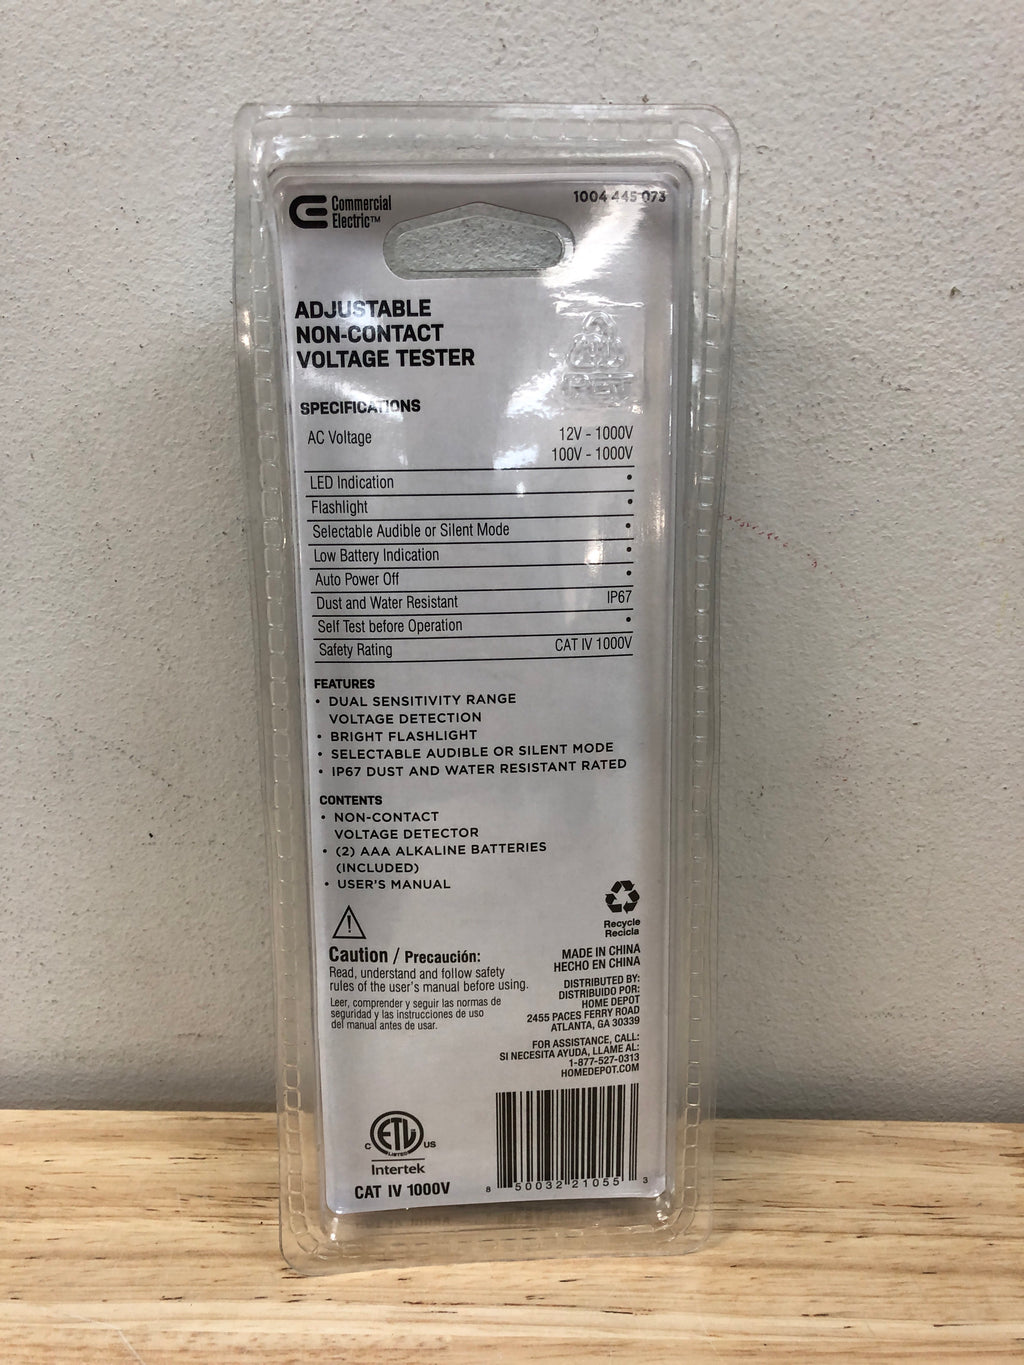 Commercial
Electric™
1004 445 073
ADJUSTABLE
NON-CONTACT
VOLTAGE TESTER
PET
SPECIFICATIONS
AC Voltage 12V - 1000V
100V - 1000V
LED Indication •
Flashlight •
Selectable Audible or Silent Mode •
Low Battery Indication •
Auto Power Off •
Dust and Water Resistant IP67
Self Test before Operation •
Safety Rating CAT IV 1000V
FEATURES
• DUAL SENSITIVITY RANGE
VOLTAGE DETECTION
• BRIGHT FLASHLIGHT
• SELECTABLE AUDIBLE OR SILENT MODE
• IP67 DUST AND WATER RESISTANT RATED
CONTENTS
• NON-CONTACT
VOLTAGE DETECTOR
• (2) AAA ALKALINE BATTERIES
(INCLUDED)
• USER'S MANUAL
Caution / Precaución:
Read, understand and follow safety
rules of the user's manual before using.
Leer, comprender y seguir las normas de
seguridad y las instrucciones de uso
del manual antes de usar.
Recycle
Recicla
MADE IN CHINA
HECHO EN CHINA
DISTRIBUTED BY:
DISTRIBUIDO POR:
HOME DEPOT
2455 PACES FERRY ROAD
ATLANTA, GA 30339
FOR ASSISTANCE, CALL:
SI NECESITA AYUDA, LLAME AL:
1-877-527-0313
HOMEDEPOT.COM
C ETL US
LISTED
Intertek
CAT IV 1000V
8 50032 21055 3